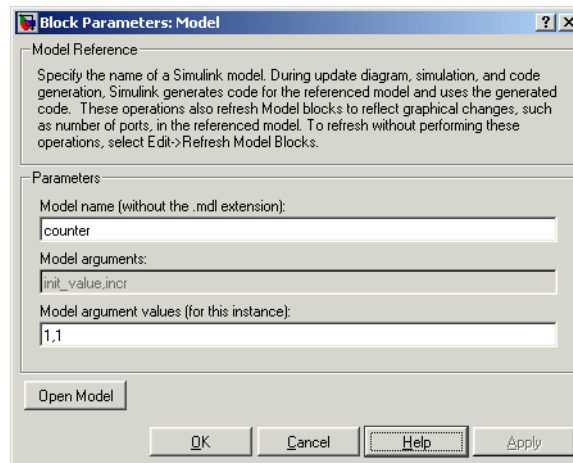 Block Parameters: Model
Model Reference
Specify the name of a Simulink model. During update diagram, simulation, and code
generation, Simulink generates code for the referenced model and uses the generated
code.  These operations also refresh Model blocks to reflect graphical changes, such
as number of ports, in the referenced model. To refresh without performing these
operations, select Edit->Refresh Model Blocks.
Parameters
Model name (without the .mdl extension):
counter
Model arguments:
init_value,incr
Model argument values (for this instance):
1,1
Open Model
OK Cancel Help Apply